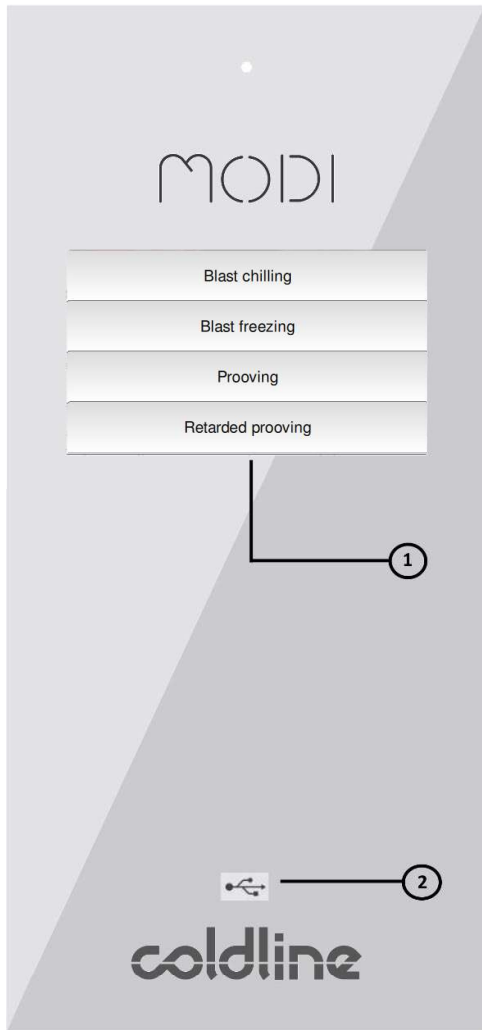 MODI
Blast chilling
Blast freezing
Prooving
Retarded prooving
1
2
coldline